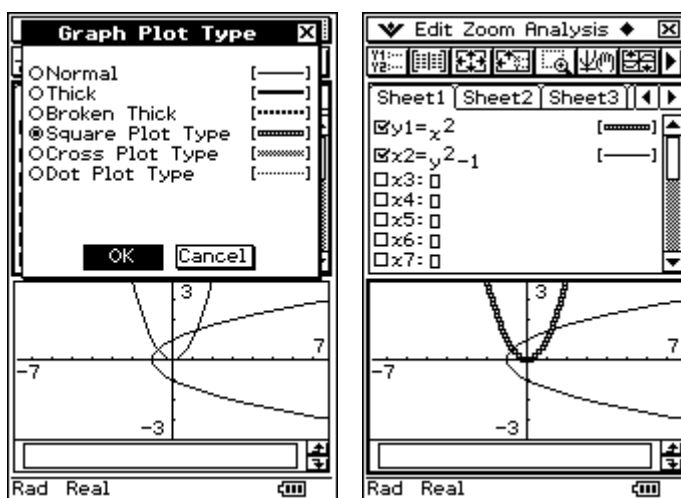 Graph Plot Type
Normal
Thick
Broken Thick
Square Plot Type
Cross Plot Type
Dot Plot Type
OK Cancel
3
7
-7
-3
Rad Real
Edit Zoom Analysis
Y1:
Y2:
Sheet1 Sheet2 Sheet3
y1=x²
x2=y²-1
x3:
x4:
x5:
x6:
x7:
3
7
-7
-3
Rad Real